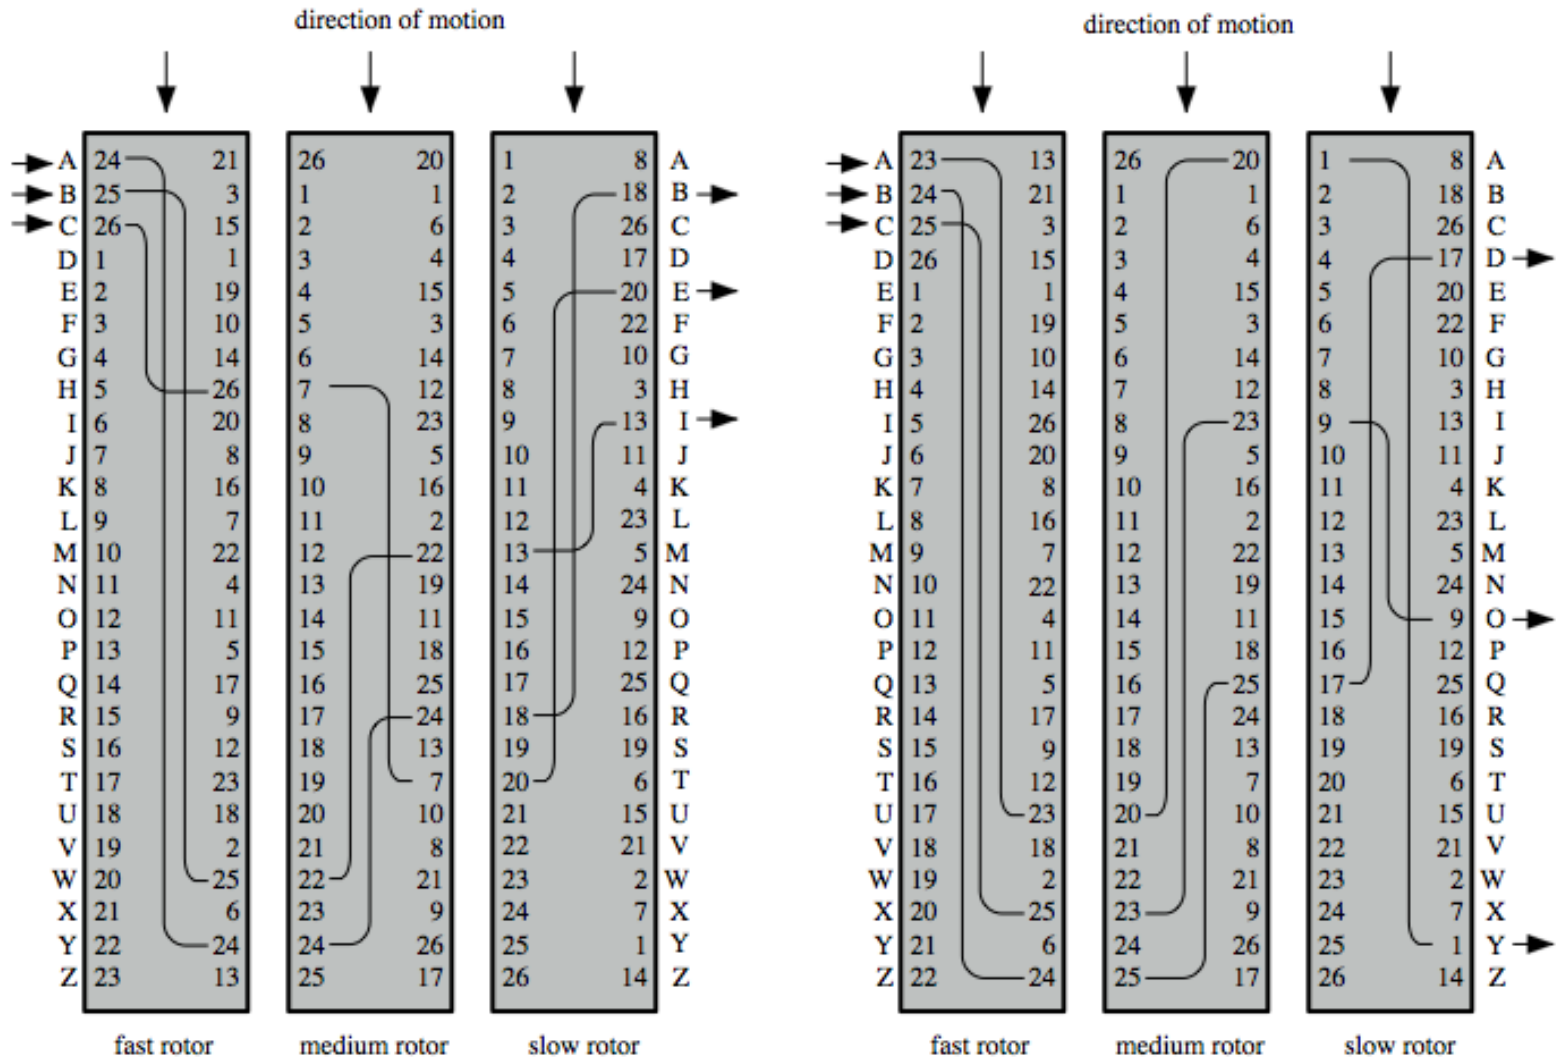 direction of motion direction of motion
A 24 21 26 20 1 8 A A 23 13 26 20 1 8 A
B 25 3 1 1 2 18 B B 24 21 1 1 2 18 B
C 26 15 2 6 3 26 C C 25 3 2 6 3 26 C
D 1 1 3 4 4 17 D D 26 15 3 4 4 17 D
E 2 19 4 15 5 20 E E 1 1 4 15 5 20 E
F 3 10 5 3 6 22 F F 2 19 5 3 6 22 F
G 4 14 6 14 7 10 G G 3 10 6 14 7 10 G
H 5 26 7 12 8 3 H H 4 14 7 12 8 3 H
I 6 20 8 23 9 13 I I 5 26 8 23 9 13 I
J 7 8 9 5 10 11 J J 6 20 9 5 10 11 J
K 8 16 10 16 11 4 K K 7 8 10 16 11 4 K
L 9 7 11 2 12 23 L L 8 16 11 2 12 23 L
M 10 22 12 22 13 5 M M 9 7 12 22 13 5 M
N 11 4 13 19 14 24 N N 10 22 13 19 14 24 N
O 12 11 14 11 15 9 O O 11 4 14 11 15 9 O
P 13 5 15 18 16 12 P P 12 11 15 18 16 12 P
Q 14 17 16 25 17 25 Q Q 13 5 16 25 17 25 Q
R 15 9 17 24 18 16 R R 14 17 17 24 18 16 R
S 16 12 18 13 19 19 S S 15 9 18 13 19 19 S
T 17 23 19 7 20 6 T T 16 12 19 7 20 6 T
U 18 18 20 10 21 15 U U 17 23 20 10 21 15 U
V 19 2 21 8 22 21 V V 18 18 21 8 22 21 V
W 20 25 22 21 23 2 W W 19 2 22 21 23 2 W
X 21 6 23 9 24 7 X X 20 25 23 9 24 7 X
Y 22 24 24 26 25 1 Y Y 21 6 24 26 25 1 Y
Z 23 13 25 17 26 14 Z Z 22 24 25 17 26 14 Z
fast rotor medium rotor slow rotor fast rotor medium rotor slow rotor